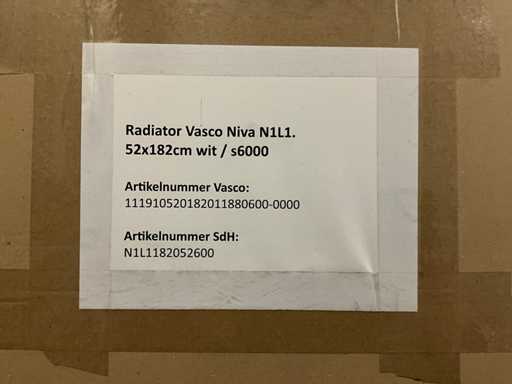 Radiator Vasco Niva N1L1.
52x182cm wit / s6000
Artikelnummer Vasco:
111910520182011880600-0000
Artikelnummer SdH:
N1L1182052600